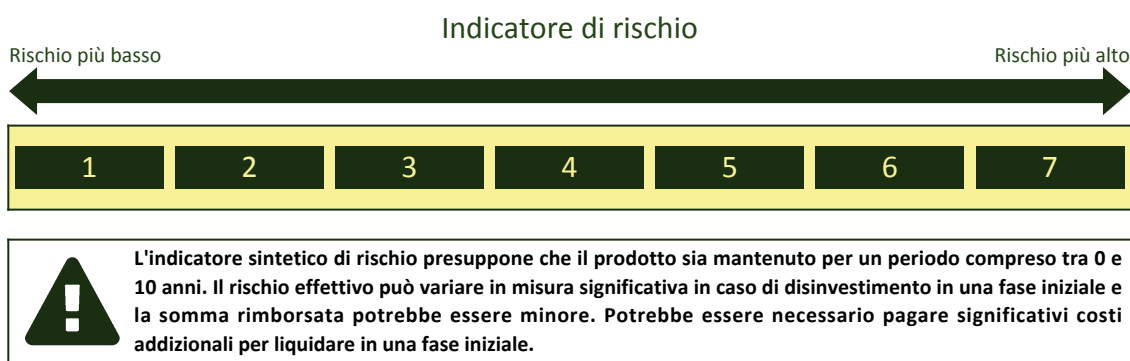 Indicatore di rischio
Rischio più basso
Rischio più alto
1 2 3 4 5 6 7
L'indicatore sintetico di rischio presuppone che il prodotto sia mantenuto per un periodo compreso tra 0 e
10 anni. Il rischio effettivo può variare in misura significativa in caso di disinvestimento in una fase iniziale e
la somma rimborsata potrebbe essere minore. Potrebbe essere necessario pagare significativi costi
addizionali per liquidare in una fase iniziale.